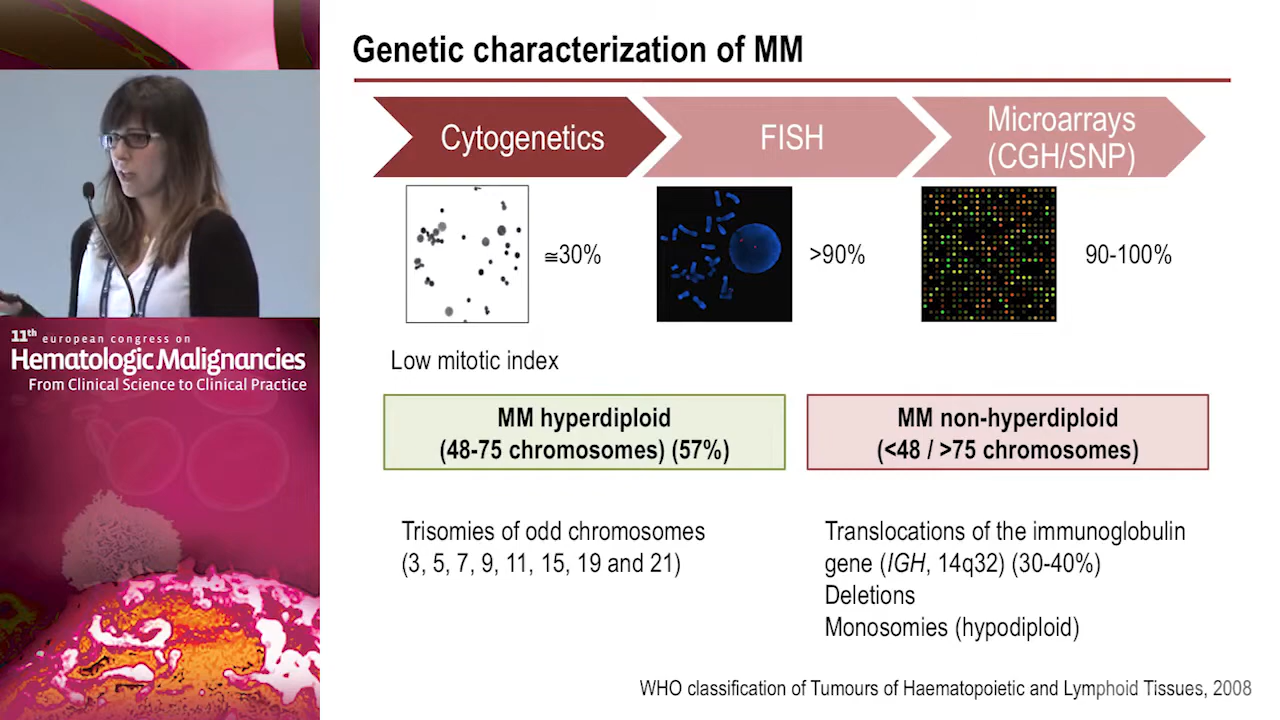 Genetic characterization of MM
Cytogenetics
FISH
Microarrays
(CGH/SNP)
≅30%
>90%
90-100%
Low mitotic index
MM hyperdiploid
(48-75 chromosomes) (57%)
MM non-hyperdiploid
(<48 / >75 chromosomes)
Trisomies of odd chromosomes
(3, 5, 7, 9, 11, 15, 19 and 21)
Translocations of the immunoglobulin
gene (IGH, 14q32) (30-40%)
Deletions
Monosomies (hypodiploid)
WHO classification of Tumours of Haematopoietic and Lymphoid Tissues, 2008
11th european congress on
Hematologic Malignancies
From Clinical Science to Clinical Practice